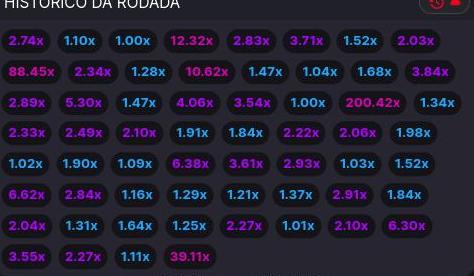 HISTÓRICO DA RODADA
2.74x 1.10x 1.00x 12.32x 2.83x 3.71x 1.52x 2.03x
88.45x 2.34x 1.28x 10.62x 1.47x 1.04x 1.68x 3.84x
2.89x 5.30x 1.47x 4.06x 3.54x 1.00x 200.42x 1.34x
2.33x 2.49x 2.10x 1.91x 1.84x 2.22x 2.06x 1.98x
1.02x 1.90x 1.09x 6.38x 3.61x 2.93x 1.03x 1.52x
6.62x 2.84x 1.16x 1.29x 1.21x 1.37x 2.91x 1.84x
2.04x 1.31x 1.64x 1.25x 2.27x 1.01x 2.10x 6.30x
3.55x 2.27x 1.11x 39.11x